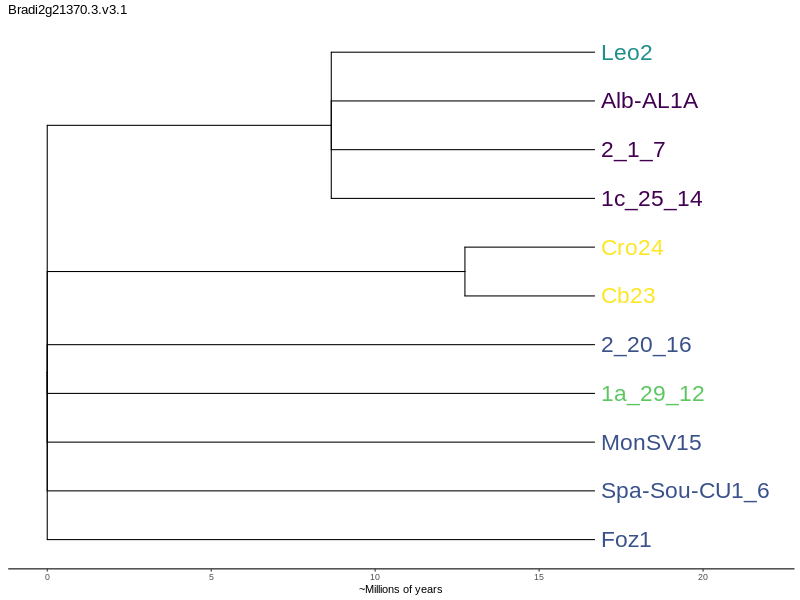 Bradi2g21370.3.v3.1
Leo2
Alb-AL1A
2_1_7
1c_25_14
Cro24
Cb23
2_20_16
1a_29_12
MonSV15
Spa-Sou-CU1_6
Foz1
0 5 10 15 20
~Millions of years